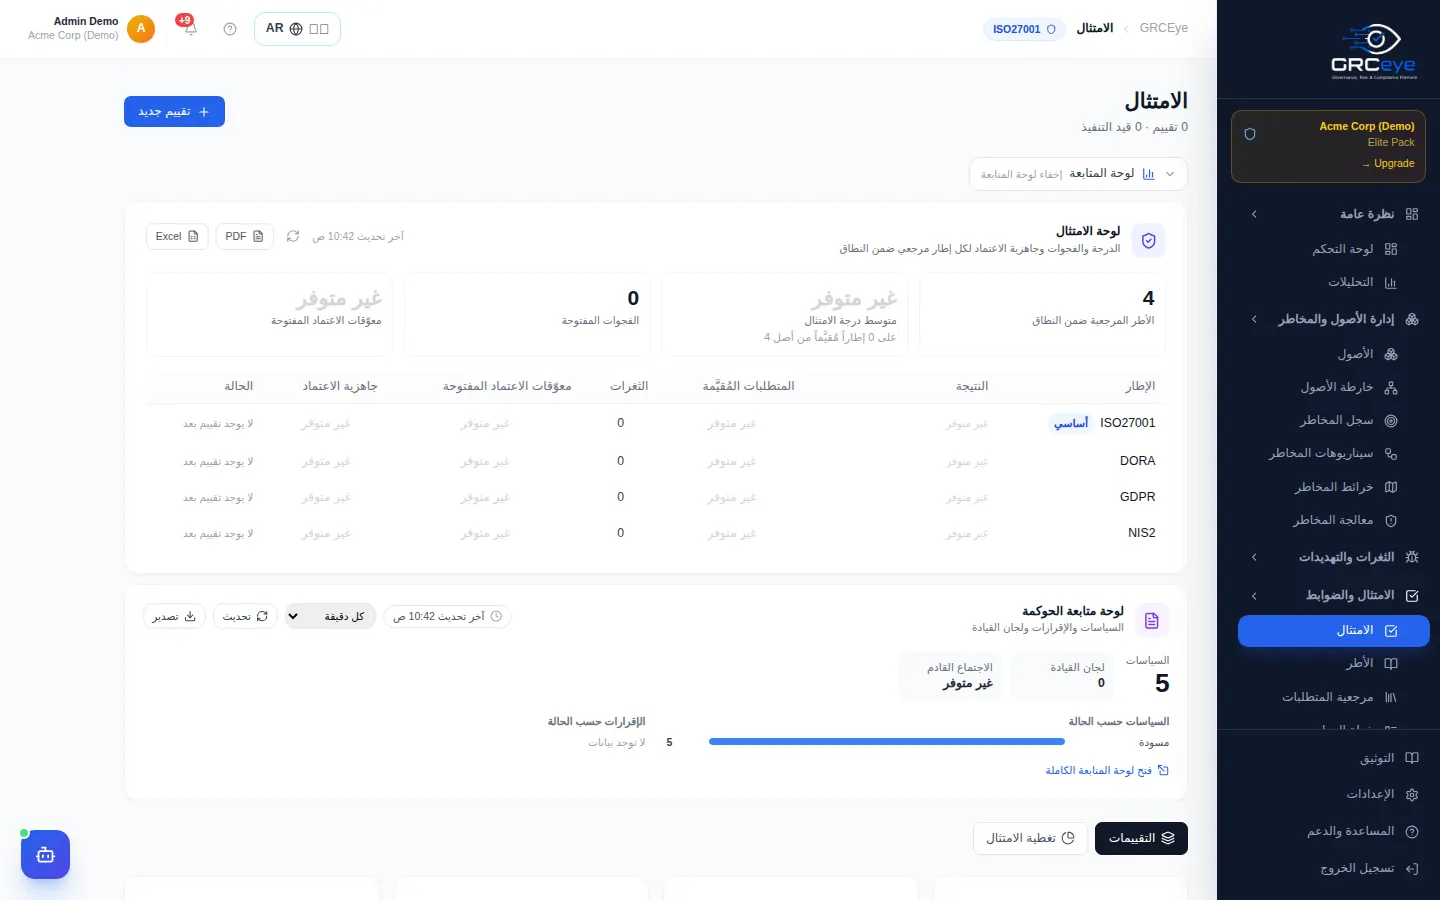 GRCeye
Governance, Risk & Compliance Platform
Acme Corp (Demo)
Elite Pack
Upgrade →
نظرة عامة
لوحة التحكم
التحليلات
إدارة الأصول والمخاطر
الأصول
خارطة الأصول
سجل المخاطر
سيناريوهات المخاطر
خرائط المخاطر
معالجة المخاطر
الثغرات والتهديدات
الامتثال والضوابط
الامتثال
الأطر
مرجعية المتطلبات
التوثيق
الإعدادات
المساعدة والدعم
تسجيل الخروج
GRCEye
الامتثال
ISO27001
AR
+9
A
Admin Demo
Acme Corp (Demo)
الامتثال
0 تقييم · 0 قيد التنفيذ
تقييم جديد
لوحة المتابعة إخفاء لوحة المتابعة
لوحة الامتثال
الدرجة والفجوات وجاهزية الاعتماد لكل إطار مرجعي ضمن النطاق
آخر تحديث 10:42 ص
PDF
Excel
4
الأطر المرجعية ضمن النطاق
غير متوفر
متوسط درجة الامتثال
على 0 إطاراً مُقيَّماً من أصل 4
0
الفجوات المفتوحة
غير متوفر
معوّقات الاعتماد المفتوحة
الإطار النتيجة المتطلبات المُقيَّمة الثغرات معوّقات الاعتماد المفتوحة جاهزية الاعتماد الحالة
ISO27001 أساسي غير متوفر غير متوفر 0 غير متوفر غير متوفر لا يوجد تقييم بعد
DORA غير متوفر غير متوفر 0 غير متوفر غير متوفر لا يوجد تقييم بعد
GDPR غير متوفر غير متوفر 0 غير متوفر غير متوفر لا يوجد تقييم بعد
NIS2 غير متوفر غير متوفر 0 غير متوفر غير متوفر لا يوجد تقييم بعد
لوحة متابعة الحوكمة
السياسات والإقرارات ولجان القيادة
آخر تحديث 10:42 ص
كل دقيقة
تحديث
تصدير
السياسات
5
لجان القيادة
0
الاجتماع القادم
غير متوفر
السياسات حسب الحالة
مسودة 5
الإقرارات حسب الحالة
لا توجد بيانات
فتح لوحة المتابعة الكاملة
التقييمات
تغطية الامتثال